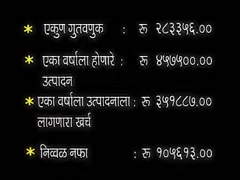 * एकुण गुतवणुक : रू २८३३५६.००
* एका वर्षाला होणारे : रू ४५७५००.००
उत्पादन
* एका वर्षाला उत्पादनाला : रू ३५१८८७.००
लागणारा खर्च
* निव्वळ नफा : रू १०५६१३.००